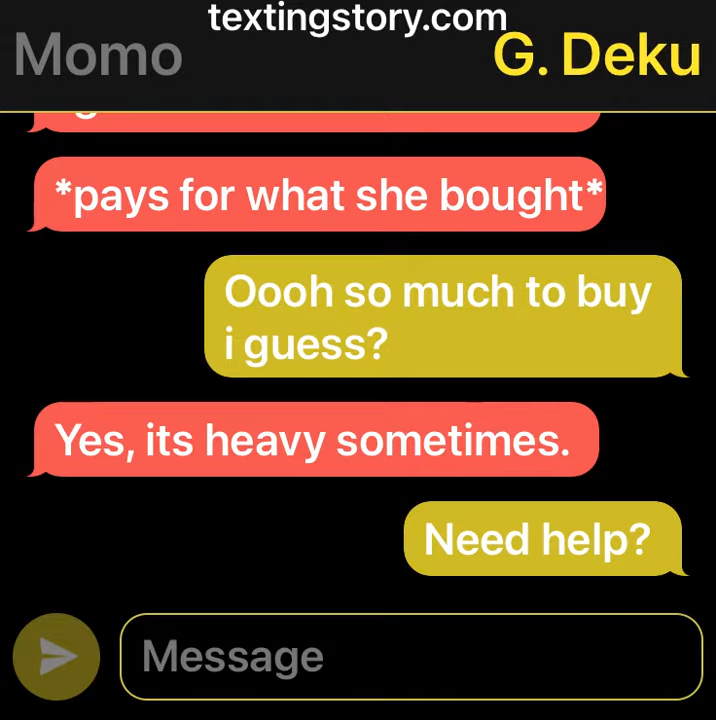 textingstory.com
Momo
G. Deku
*pays for what she bought*
Oooh so much to buy
i guess?
Yes, its heavy sometimes.
Need help?
Message